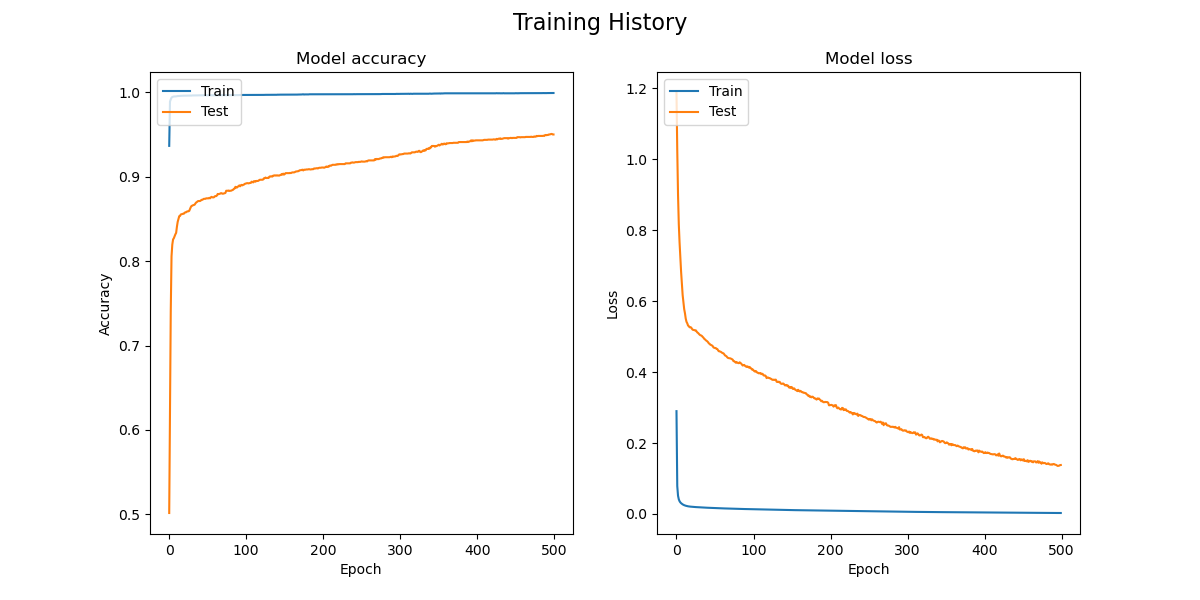 Training History
Model accuracy
Train
Test
1.0
0.9
0.8
0.7
0.6
0.5
Accuracy
0 100 200 300 400 500
Epoch
Model loss
Train
Test
1.2
1.0
0.8
0.6
0.4
0.2
0.0
Loss
0 100 200 300 400 500
Epoch